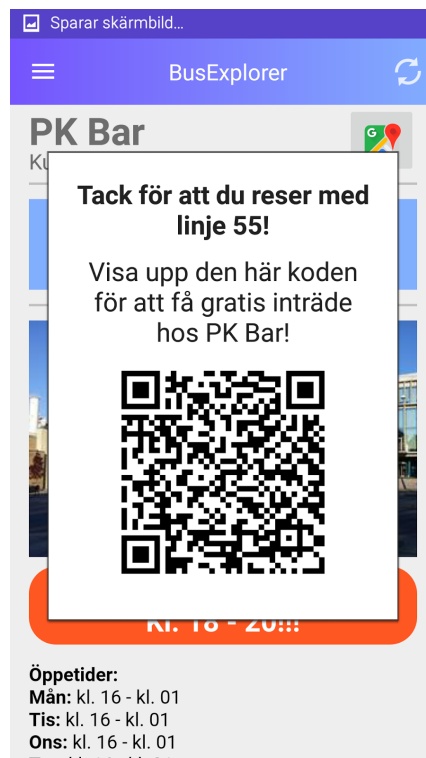 Sparar skärmbild...
BusExplorer
PK Bar
G
Tack för att du reser med
linje 55!
Visa upp den här koden
för att få gratis inträde
hos PK Bar!
Kl. 18 - 20!!!
Öppetider:
Mån: kl. 16 - kl. 01
Tis: kl. 16 - kl. 01
Ons: kl. 16 - kl. 01